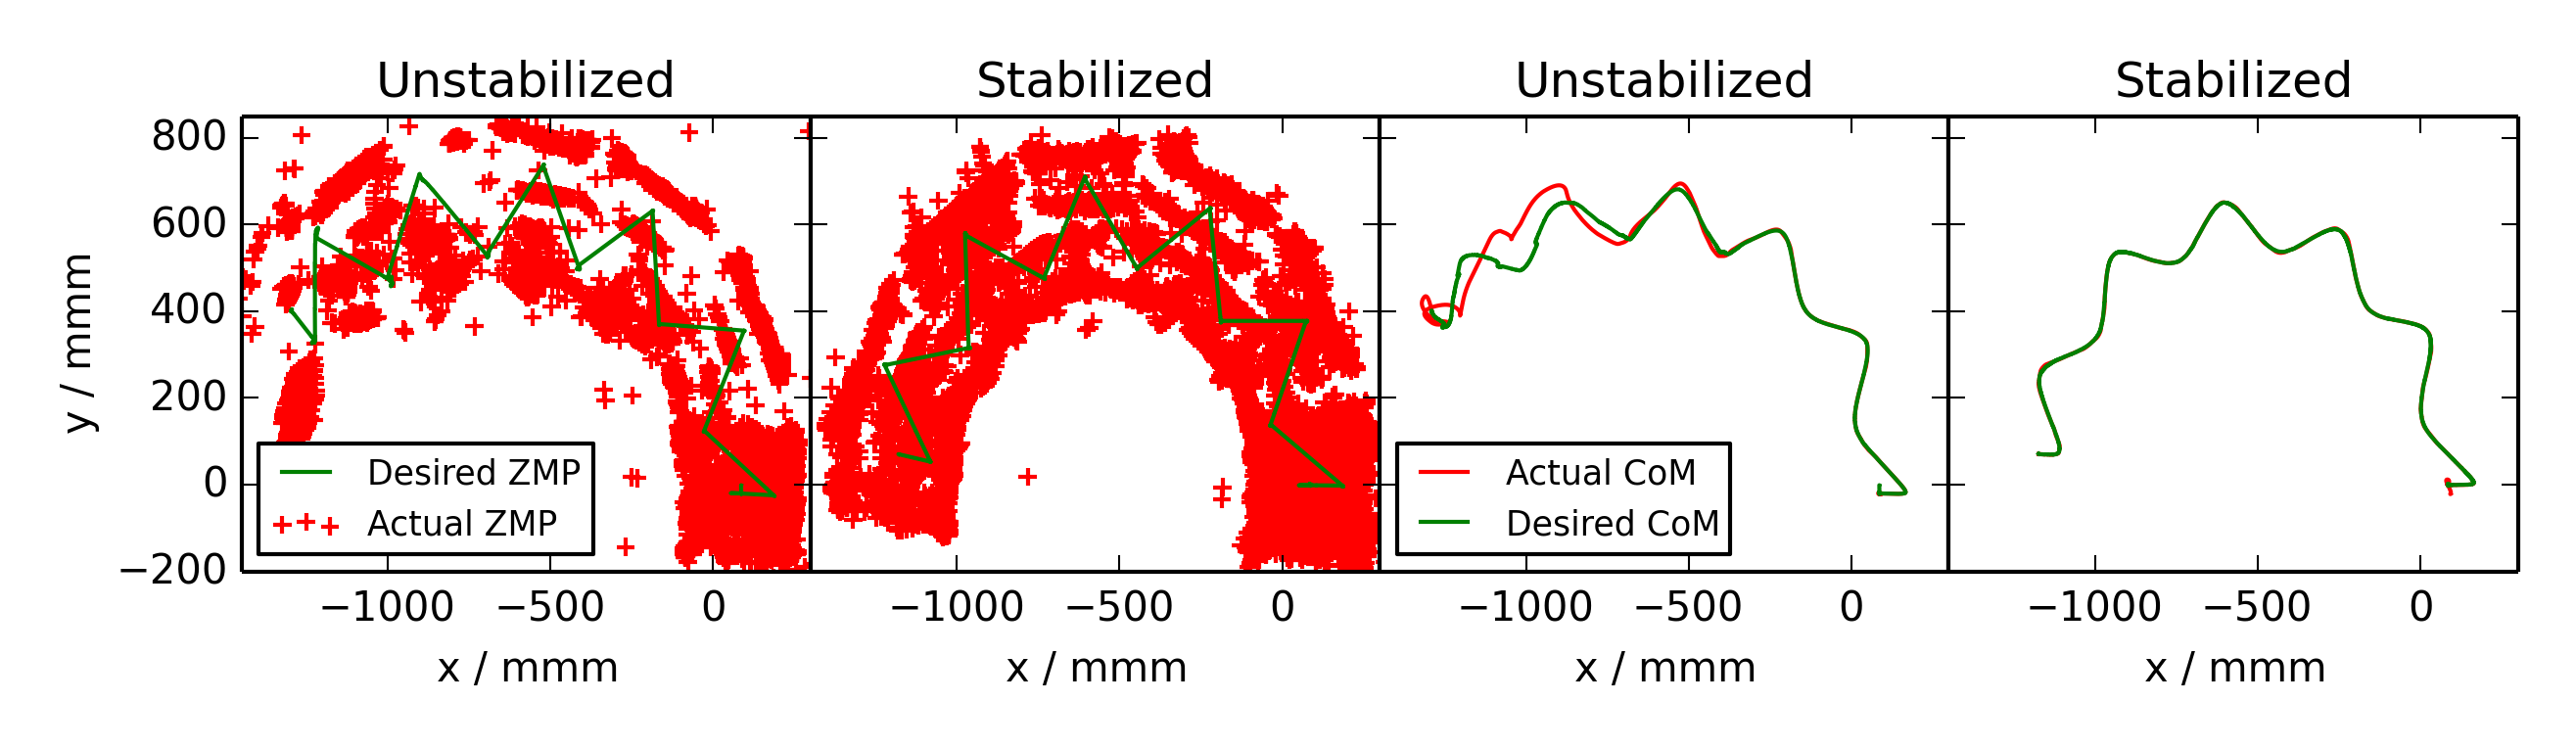 Unstabilized Stabilized Unstabilized Stabilized
800
600
400
200
0
−200
y / mmm
Desired ZMP
Actual ZMP
Actual CoM
Desired CoM
−1000 −500 0 −1000 −500 0 −1000 −500 0 −1000 −500 0
x / mmm x / mmm x / mmm x / mmm